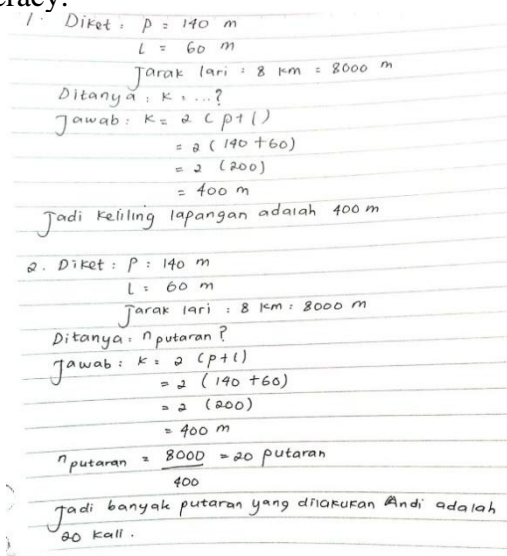 eracy.
1. Diket : p = 140 m
l = 60 m
Jarak lari : 8 km = 8000 m
Ditanya : K = ...?
Jawab : K = 2 (p+l)
= 2 (140 +60)
= 2 (200)
= 400 m
Jadi keliling lapangan adalah 400 m
2. Diket : P : 140 m
L : 60 m
Jarak lari : 8 km : 8000 m
Ditanya : n putaran ?
Jawab : K = 2 (p+l)
= 2 (140 +60)
= 2 (200)
= 400 m
n putaran = 8000 = 20 putaran
400
Jadi banyak putaran yang dilakukan Andi adalah
20 kali .